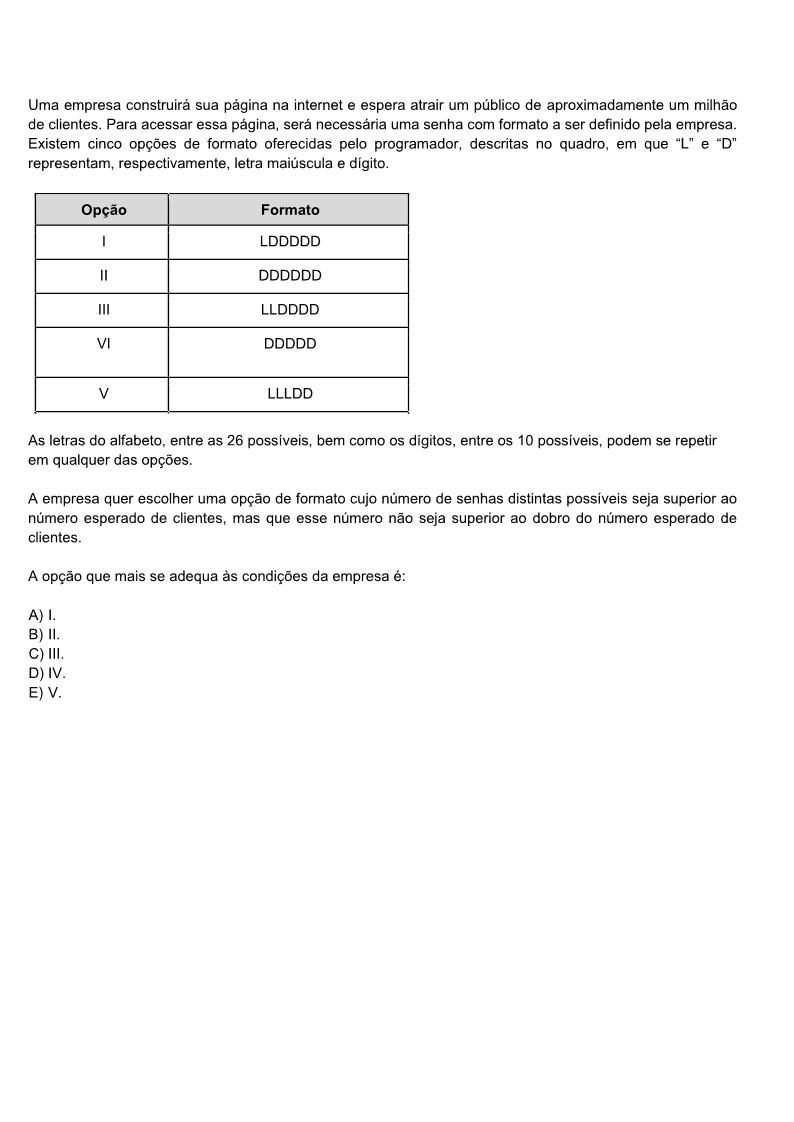 Uma empresa construirá sua página na internet e espera atrair um público de aproximadamente um milhão
de clientes. Para acessar essa página, será necessária uma senha com formato a ser definido pela empresa.
Existem cinco opções de formato oferecidas pelo programador, descritas no quadro, em que “L” e “D”
representam, respectivamente, letra maiúscula e dígito.
Opção Formato
I LDDDDD
II DDDDDD
III LLDDDD
VI DDDDD
V LLLDD
As letras do alfabeto, entre as 26 possíveis, bem como os dígitos, entre os 10 possíveis, podem se repetir
em qualquer das opções.
A empresa quer escolher uma opção de formato cujo número de senhas distintas possíveis seja superior ao
número esperado de clientes, mas que esse número não seja superior ao dobro do número esperado de
clientes.
A opção que mais se adequa às condições da empresa é:
A) I.
B) II.
C) III.
D) IV.
E) V.